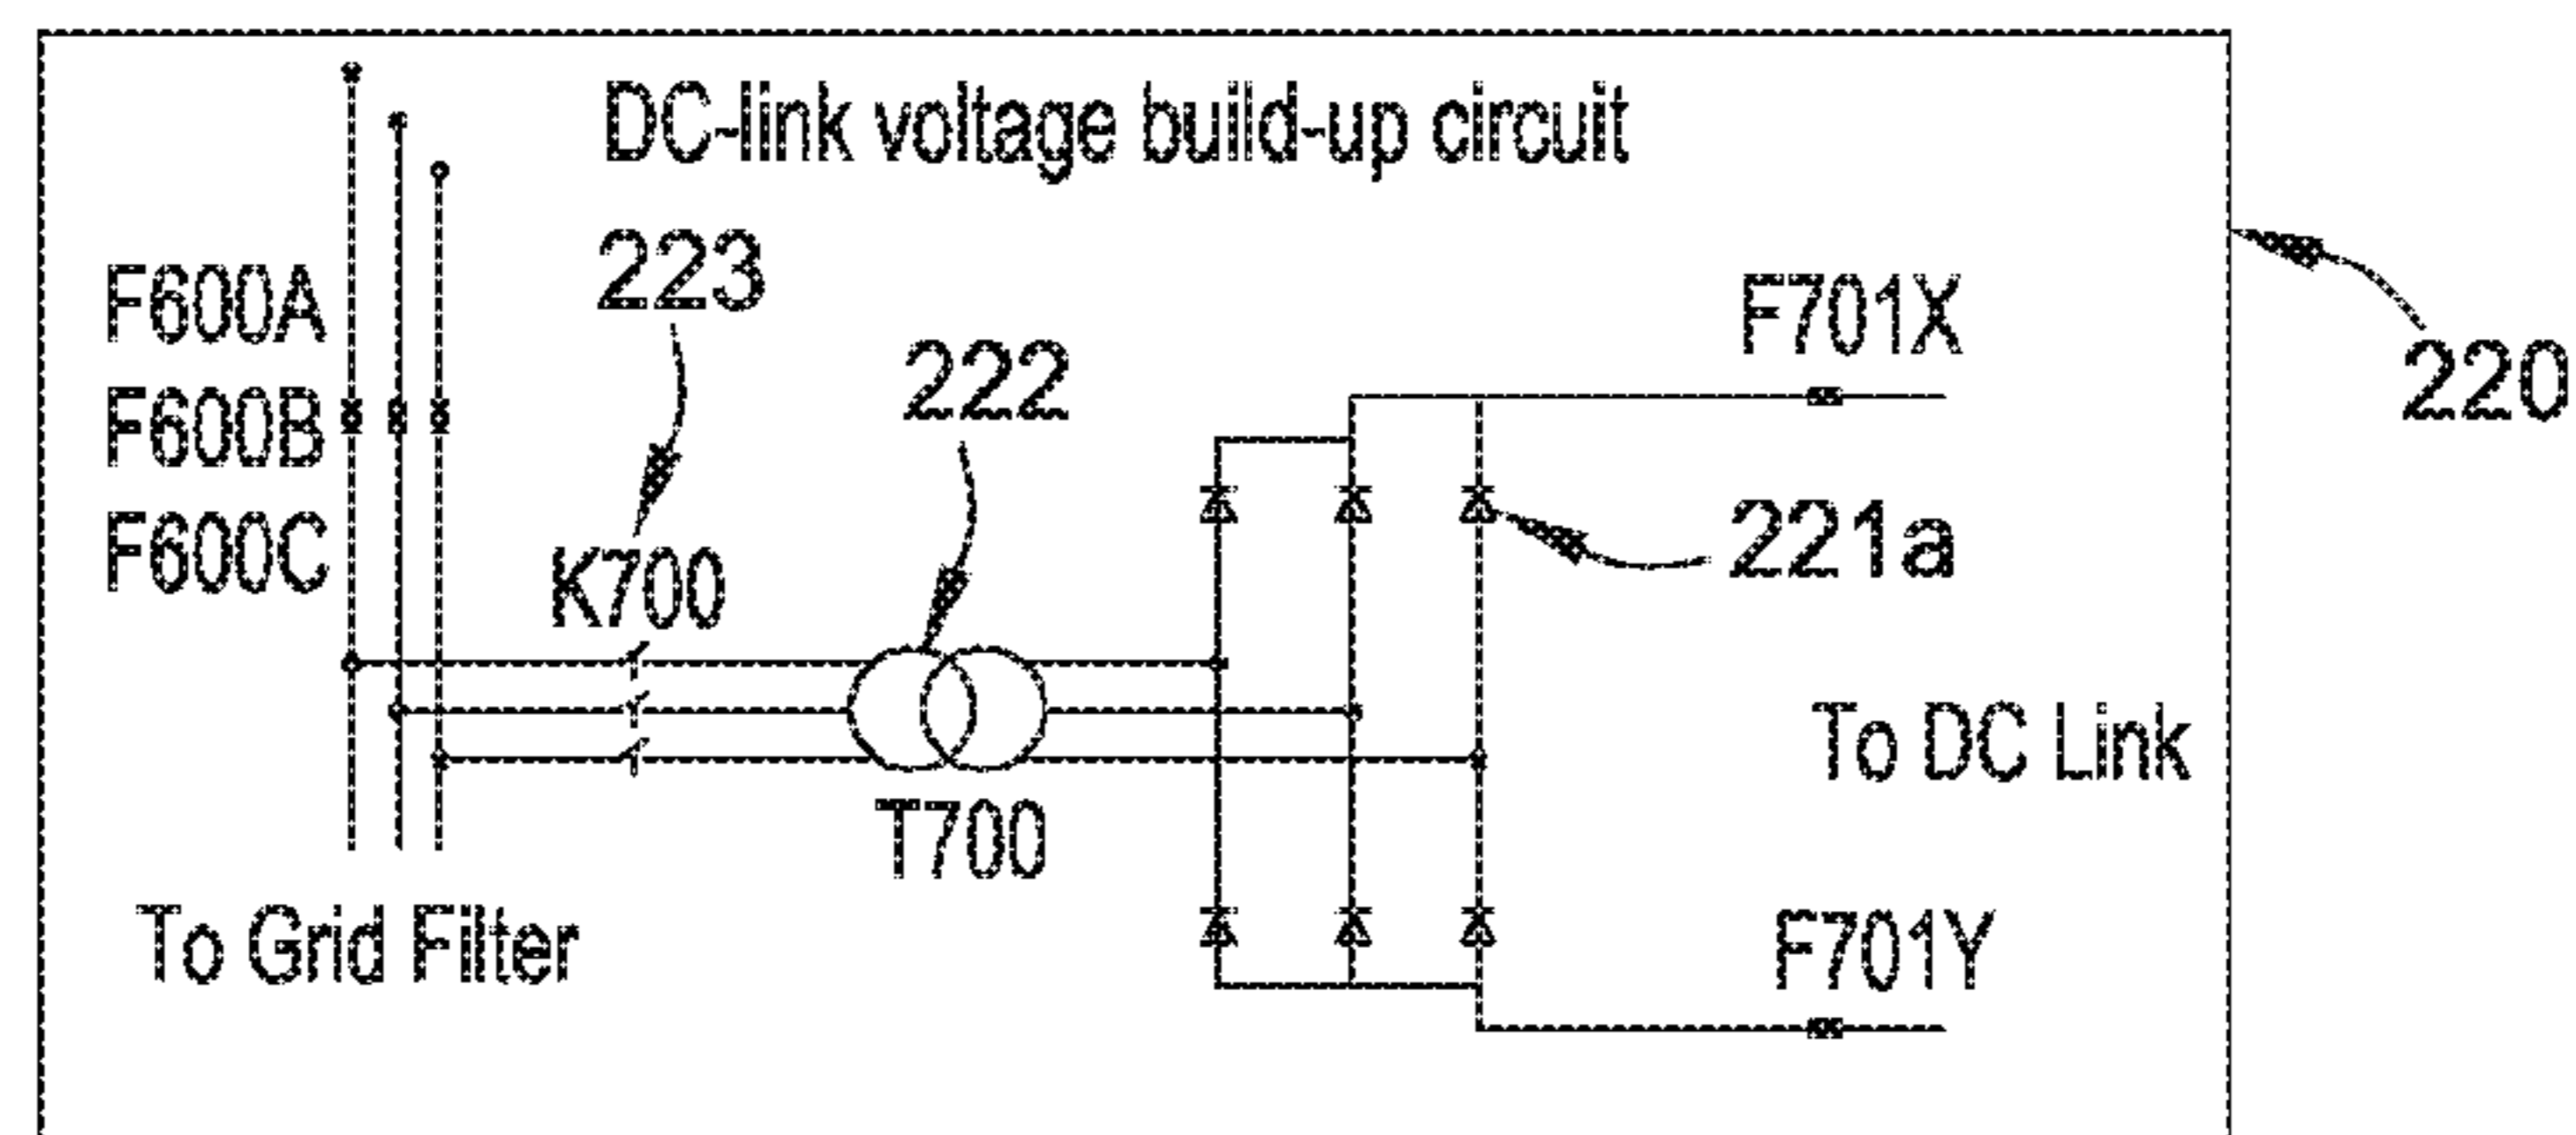 DC-link voltage build-up circuit
223
F600A
F701X
222
220
F600B
221a
F600C
K700
To DC Link
T700
To Grid Filter
F701Y